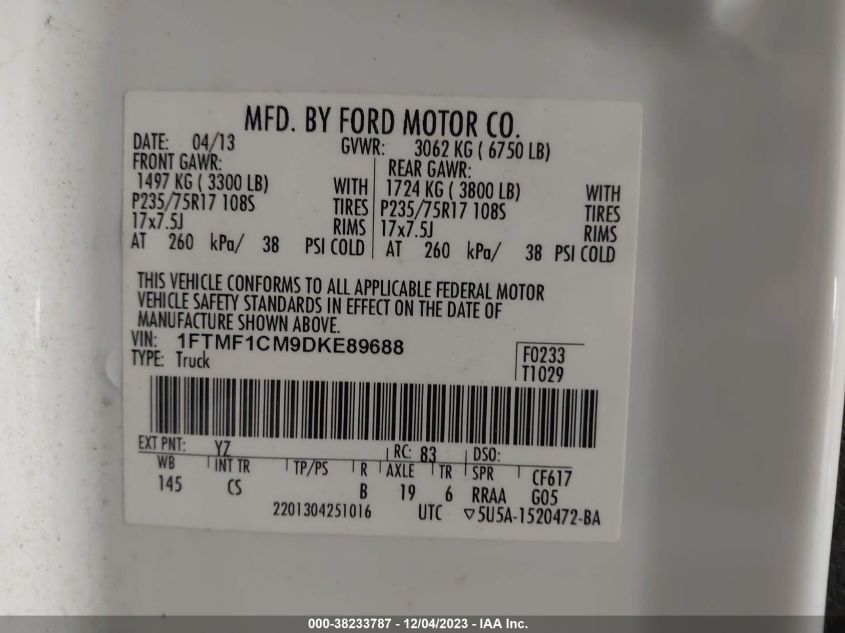 MFD. BY FORD MOTOR CO.
DATE: 04/13 GVWR: 3062 KG ( 6750 LB)
FRONT GAWR: REAR GAWR:
1497 KG ( 3300 LB) WITH 1724 KG ( 3800 LB) WITH
P235/75R17 108S TIRES P235/75R17 108S TIRES
17x7.5J RIMS 17x7.5J RIMS
AT 260 kPa/ 38 PSI COLD AT 260 kPa/ 38 PSI COLD
THIS VEHICLE CONFORMS TO ALL APPLICABLE FEDERAL MOTOR
VEHICLE SAFETY STANDARDS IN EFFECT ON THE DATE OF
MANUFACTURE SHOWN ABOVE.
VIN: 1FTMF1CM9DKE89688 F0233
TYPE: Truck T1029
EXT PNT: YZ RC: 83 DSO:
WB INT TR TP/PS R AXLE TR SPR CF617
145 CS B 19 6 RRAA G05
2201304251016 UTC ▽5U5A-1520472-BA
000-38233787 - 12/04/2023 - IAA Inc.